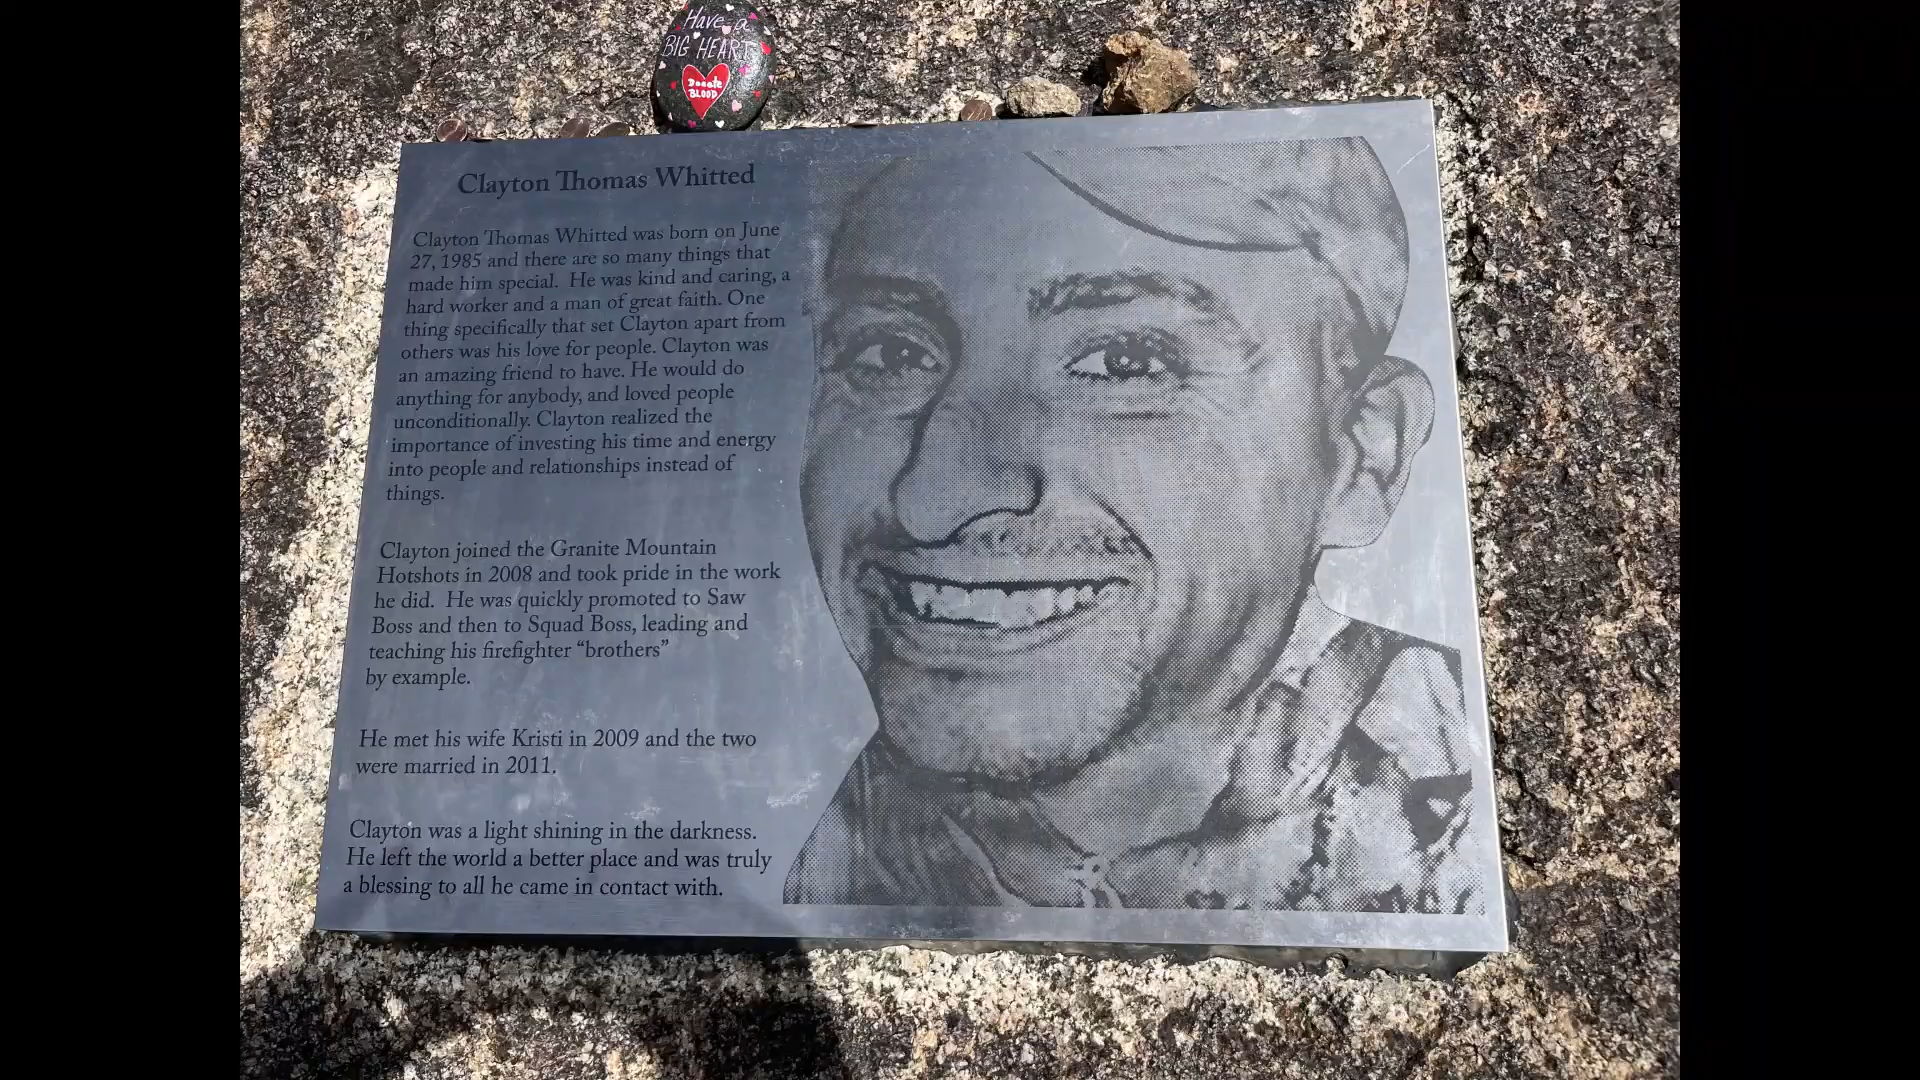 Have a
BIG HEART
Donate
BLOOD
Clayton Thomas Whitted
Clayton Thomas Whitted was born on June
27, 1985 and there are so many things that
made him special. He was kind and caring, a
hard worker and a man of great faith. One
thing specifically that set Clayton apart from
others was his love for people. Clayton was
an amazing friend to have. He would do
anything for anybody, and loved people
unconditionally. Clayton realized the
importance of investing his time and energy
into people and relationships instead of
things.
Clayton joined the Granite Mountain
Hotshots in 2008 and took pride in the work
he did. He was quickly promoted to Saw
Boss and then to Squad Boss, leading and
teaching his firefighter “brothers”
by example.
He met his wife Kristi in 2009 and the two
were married in 2011.
Clayton was a light shining in the darkness.
He left the world a better place and was truly
a blessing to all he came in contact with.